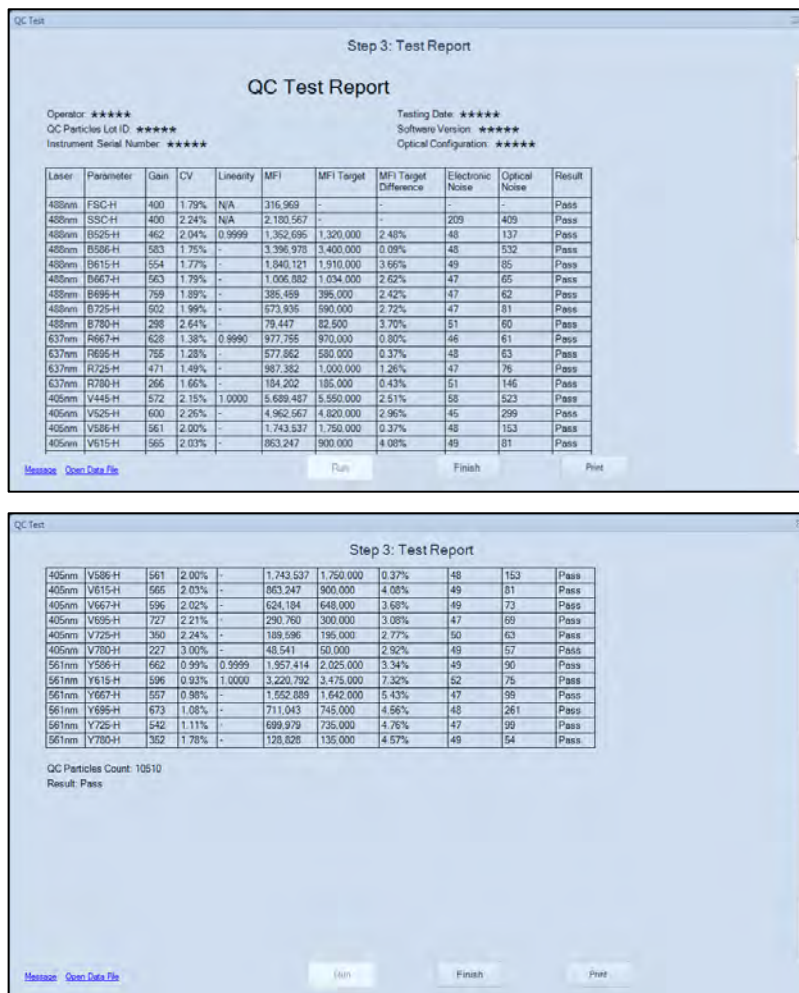 QC Test
Step 3: Test Report
QC Test Report
Operator: ★★★★★ Testing Date: ★★★★★
QC Particles Lot ID: ★★★★★ Software Version: ★★★★★
Instrument Serial Number: ★★★★★ Optical Configuration: ★★★★★
Laser Parameter Gain CV Linearity MFI MFI Target MFI Target Difference Electronic Noise Optical Noise Result
488nm FSC-H 400 1.79% N/A 316,969 - - - - Pass
488nm SSC-H 400 2.24% N/A 2,180,567 - - 209 409 Pass
488nm B525-H 462 2.04% 0.9999 1,352,695 1,320,000 2.48% 48 137 Pass
488nm B586-H 583 1.75% - 3,396,978 3,400,000 0.09% 48 532 Pass
488nm B615-H 554 1.77% - 1,840,121 1,910,000 3.66% 49 85 Pass
488nm B667-H 563 1.79% - 1,006,882 1,034,000 2.62% 47 65 Pass
488nm B695-H 759 1.89% - 385,459 395,000 2.42% 47 62 Pass
488nm B725-H 502 1.99% - 573,935 590,000 2.72% 47 81 Pass
488nm B780-H 298 2.64% - 79,447 82,500 3.70% 51 60 Pass
637nm R667-H 628 1.38% 0.9990 977,755 970,000 0.80% 46 61 Pass
637nm R695-H 755 1.28% - 577,862 580,000 0.37% 48 63 Pass
637nm R725-H 471 1.49% - 987,382 1,000,000 1.26% 47 76 Pass
637nm R780-H 266 1.66% - 184,202 185,000 0.43% 51 146 Pass
405nm V445-H 572 2.15% 1.0000 5,689,487 5,550,000 2.51% 58 523 Pass
405nm V525-H 600 2.26% - 4,962,567 4,820,000 2.96% 45 299 Pass
405nm V586-H 561 2.00% - 1,743,537 1,750,000 0.37% 48 153 Pass
405nm V615-H 565 2.03% - 863,247 900,000 4.08% 49 81 Pass
Message Open Data File Run Finish Print
QC Test
Step 3: Test Report
405nm V586-H 561 2.00% - 1,743,537 1,750,000 0.37% 48 153 Pass
405nm V615-H 565 2.03% - 863,247 900,000 4.08% 49 81 Pass
405nm V667-H 596 2.02% - 624,184 648,000 3.68% 49 73 Pass
405nm V695-H 727 2.21% - 290,760 300,000 3.08% 47 69 Pass
405nm V725-H 350 2.24% - 189,596 195,000 2.77% 50 63 Pass
405nm V780-H 227 3.00% - 48,541 50,000 2.92% 49 57 Pass
561nm Y586-H 662 0.99% 0.9999 1,957,414 2,025,000 3.34% 49 90 Pass
561nm Y615-H 596 0.93% 1.0000 3,220,792 3,475,000 7.32% 52 75 Pass
561nm Y667-H 557 0.98% - 1,552,889 1,642,000 5.43% 47 99 Pass
561nm Y695-H 673 1.08% - 711,043 745,000 4.56% 48 261 Pass
561nm Y725-H 542 1.11% - 699,979 735,000 4.76% 47 99 Pass
561nm Y780-H 352 1.78% - 128,828 135,000 4.57% 49 54 Pass
QC Particles Count: 10510
Result: Pass
Message Open Data File Run Finish Print